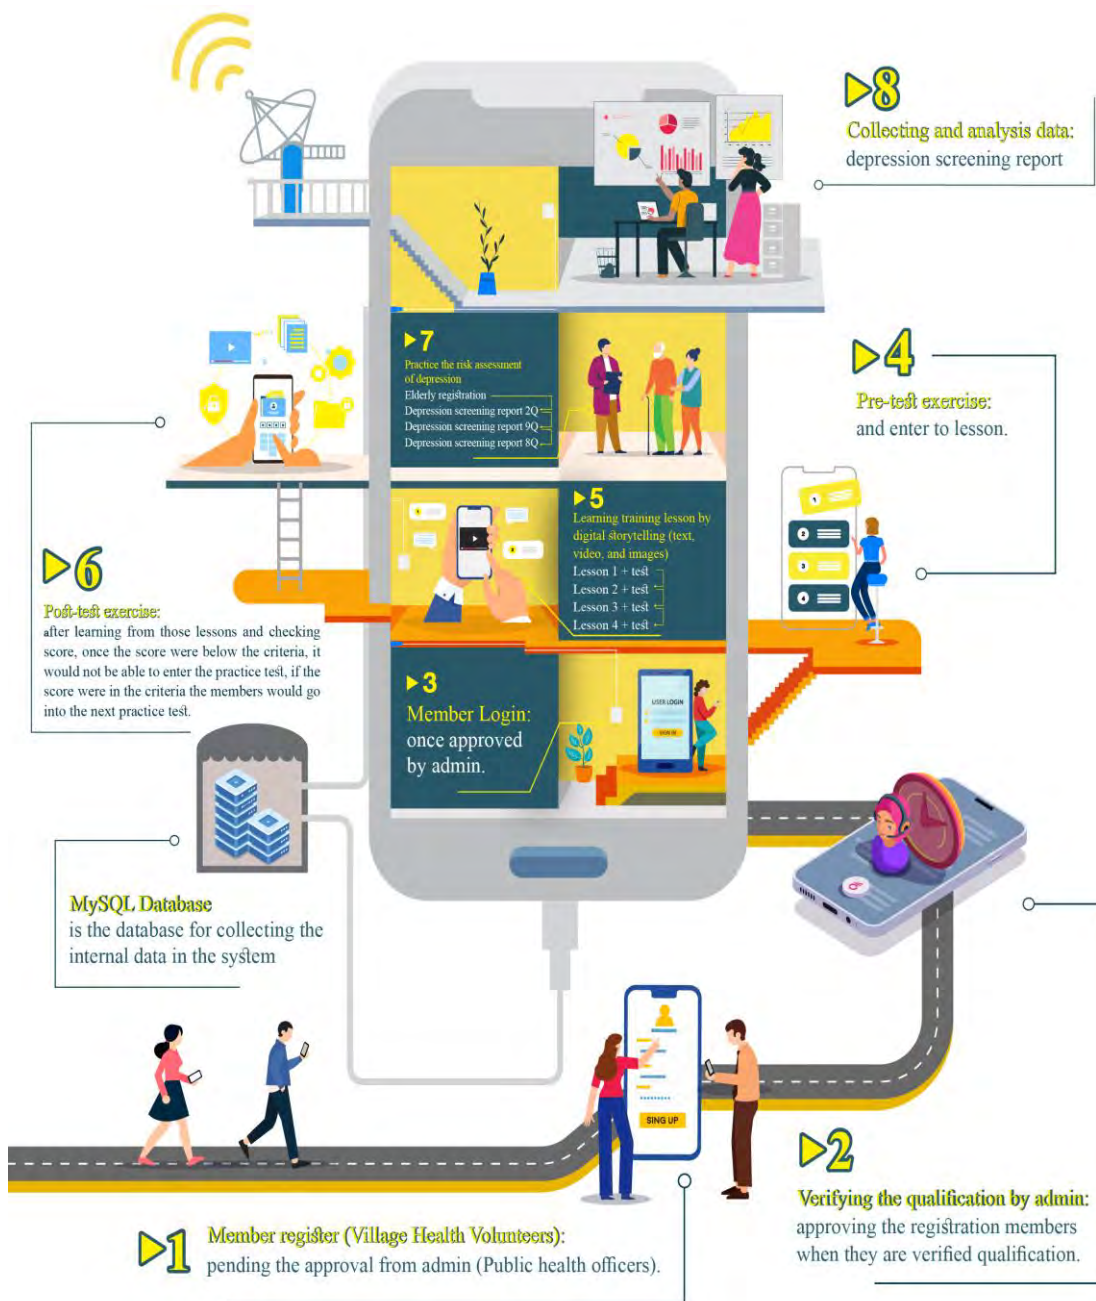 ▶8
Collecting and analysis data:
depression screening report
▶7
Practice the risk assessment
of depression
Elderly registration
Depression screening report 2Q
Depression screening report 9Q
Depression screening report 8Q
▶4
Pre-test exercise:
and enter to lesson.
1
2
3
4
▶5
Learning training lesson by
digital storytelling (text,
video, and images)
Lesson 1 + test
Lesson 2 + test
Lesson 3 + test
Lesson 4 + test
▶6
Post-test exercise:
after learning from those lessons and checking
score, once the score were below the criteria, it
would not be able to enter the practice test, if the
score were in the criteria the members would go
into the next practice test.
▶3
Member Login:
once approved
by admin.
USER LOGIN
SIGN IN
MySQL Database
is the database for collecting the
internal data in the system
SING UP
▶2
Verifying the qualification by admin:
approving the registration members
when they are verified qualification.
▶1
Member register (Village Health Volunteers):
pending the approval from admin (Public health officers).